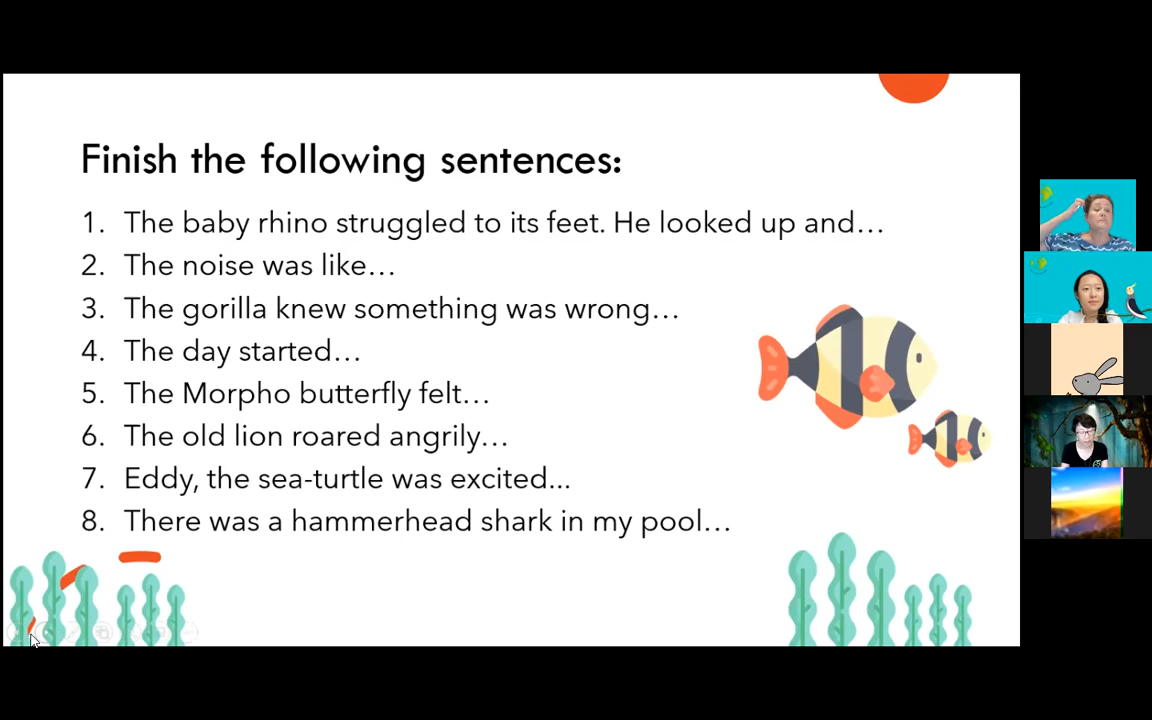 Finish the following sentences:
1. The baby rhino struggled to its feet. He looked up and…
2. The noise was like…
3. The gorilla knew something was wrong…
4. The day started…
5. The Morpho butterfly felt…
6. The old lion roared angrily…
7. Eddy, the sea-turtle was excited...
8. There was a hammerhead shark in my pool…